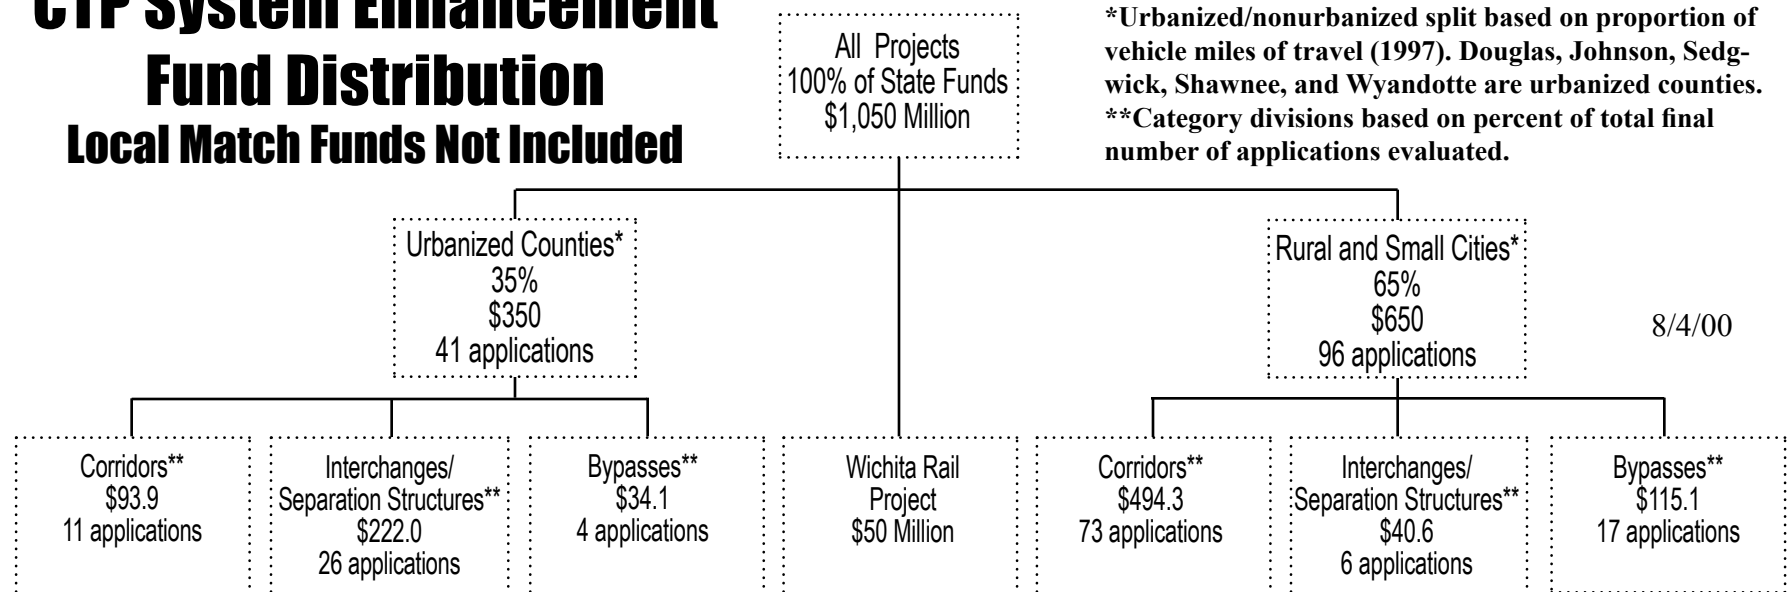 CTP System Enhancement
Fund Distribution
Local Match Funds Not Included
All Projects
100% of State Funds
$1,050 Million
*Urbanized/nonurbanized split based on proportion of
vehicle miles of travel (1997). Douglas, Johnson, Sedg-
wick, Shawnee, and Wyandotte are urbanized counties.
**Category divisions based on percent of total final
number of applications evaluated.
Urbanized Counties*
35%
$350
41 applications
Rural and Small Cities*
65%
$650
96 applications
8/4/00
Corridors**
$93.9
11 applications
Interchanges/
Separation Structures**
$222.0
26 applications
Bypasses**
$34.1
4 applications
Wichita Rail
Project
$50 Million
Corridors**
$494.3
73 applications
Interchanges/
Separation Structures**
$40.6
6 applications
Bypasses**
$115.1
17 applications